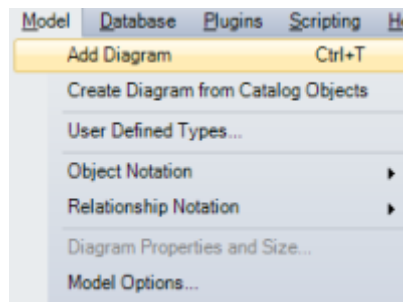 Model Database Plugins Scripting
Add Diagram Ctrl+T
Create Diagram from Catalog Objects
User Defined Types...
Object Notation
Relationship Notation
Diagram Properties and Size...
Model Options...